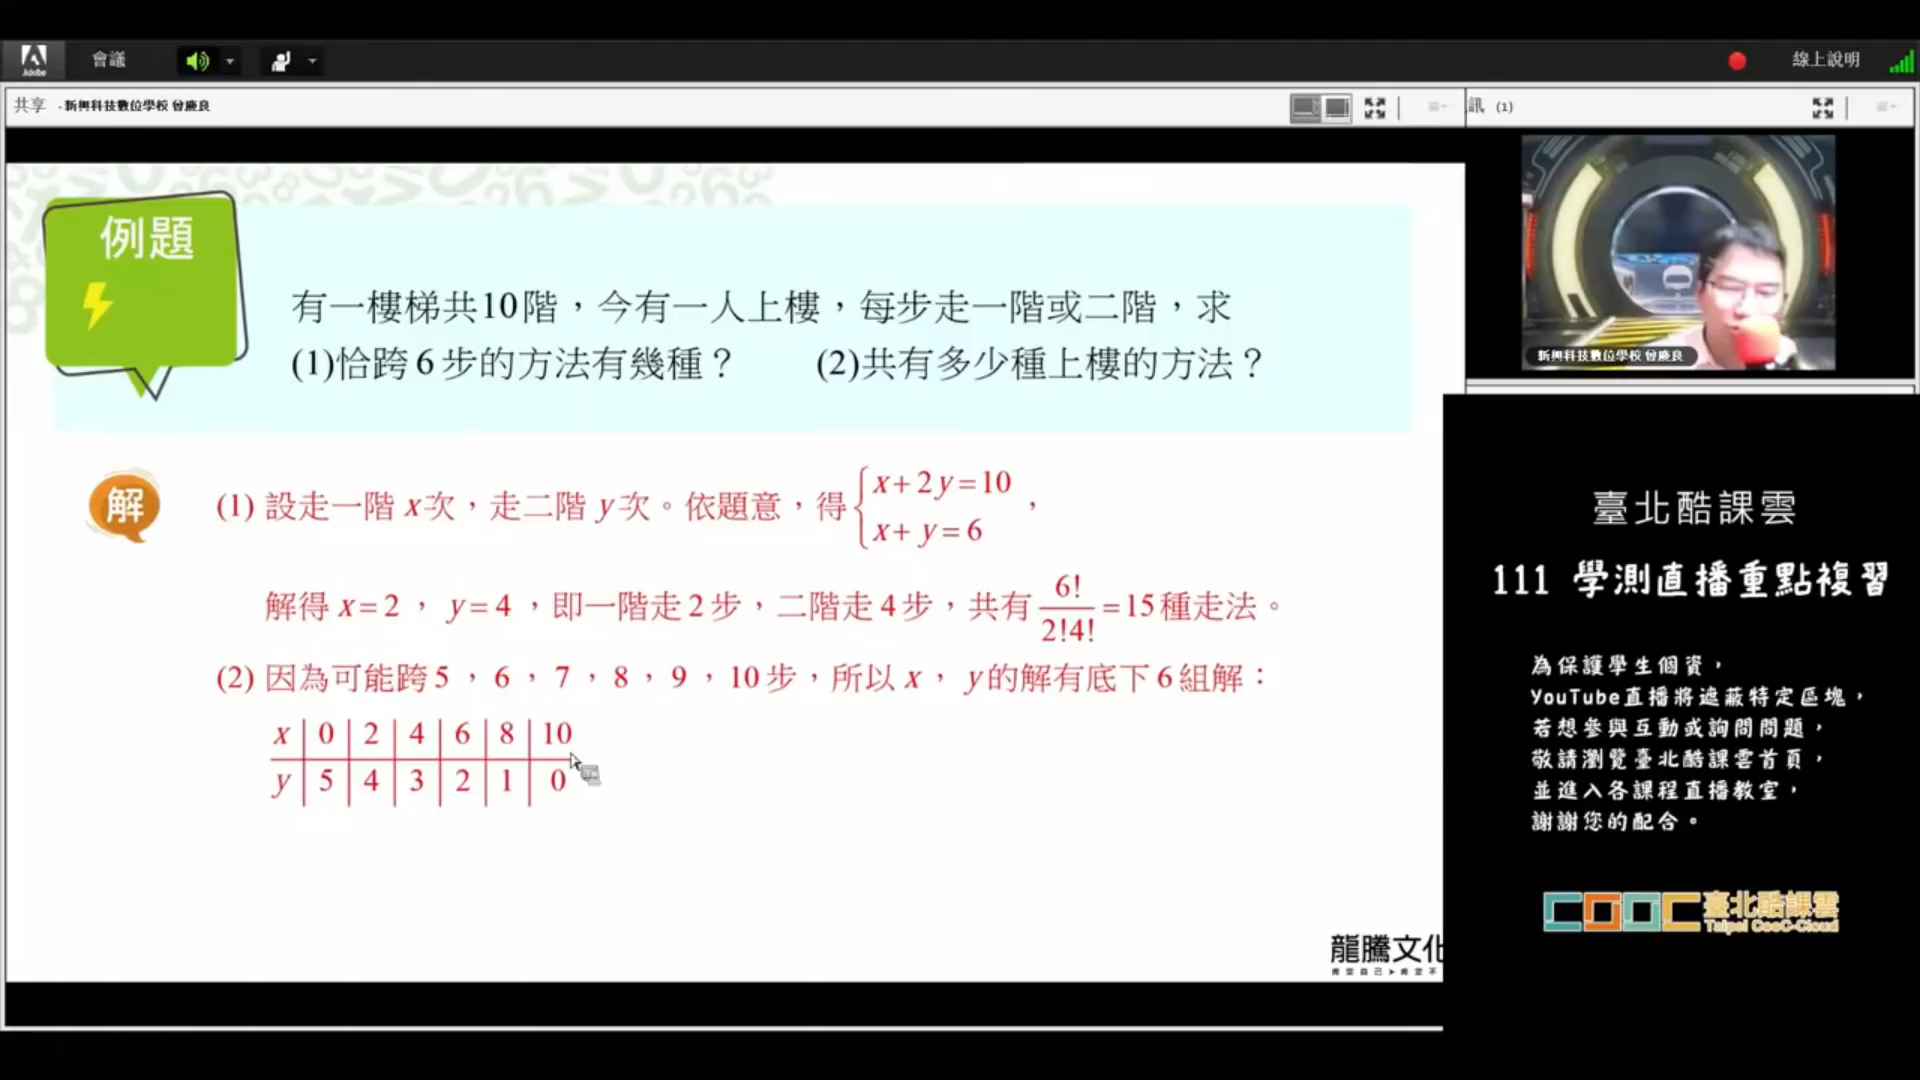 Adobe
會議
線上說明
共享 - 新興科技數位學校 曾慶良
訊 (1)
例題
有一樓梯共10階，今有一人上樓，每步走一階或二階，求
(1)恰跨6步的方法有幾種？ (2)共有多少種上樓的方法？
新興科技數位學校 曾慶良
解
(1) 設走一階 x 次，走二階 y 次。依題意，得 { x+2y=10
x+ y=6 ，
解得 x=2 ， y=4 ，即一階走2步，二階走4步，共有 6!/2!4! =15種走法。
(2) 因為可能跨5，6，7，8，9，10步，所以 x ， y 的解有底下6組解：
x 0 2 4 6 8 10
y 5 4 3 2 1 0
龍騰文化
臺北酷課雲
111 學測直播重點複習
為保護學生個資，
YouTube直播將遮蔽特定區塊，
若想參與互動或詢問問題，
敬請瀏覽臺北酷課雲首頁，
並進入各課程直播教室，
謝謝您的配合。
COOC 臺北酷課雲
Taipei CooC-Cloud